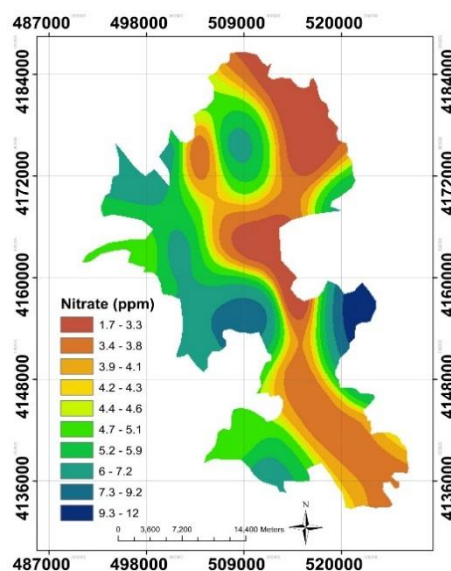 487000 498000 509000 520000
4184000 4184000
4172000 4172000
4160000 4160000
Nitrate (ppm)
1.7 - 3.3
3.4 - 3.8
3.9 - 4.1
4.2 - 4.3
4.4 - 4.6
4.7 - 5.1
5.2 - 5.9
6 - 7.2
7.3 - 9.2
9.3 - 12
4148000 4148000
4136000 4136000
N
0 3,600 7,200 14,400 Meters
487000 498000 509000 520000